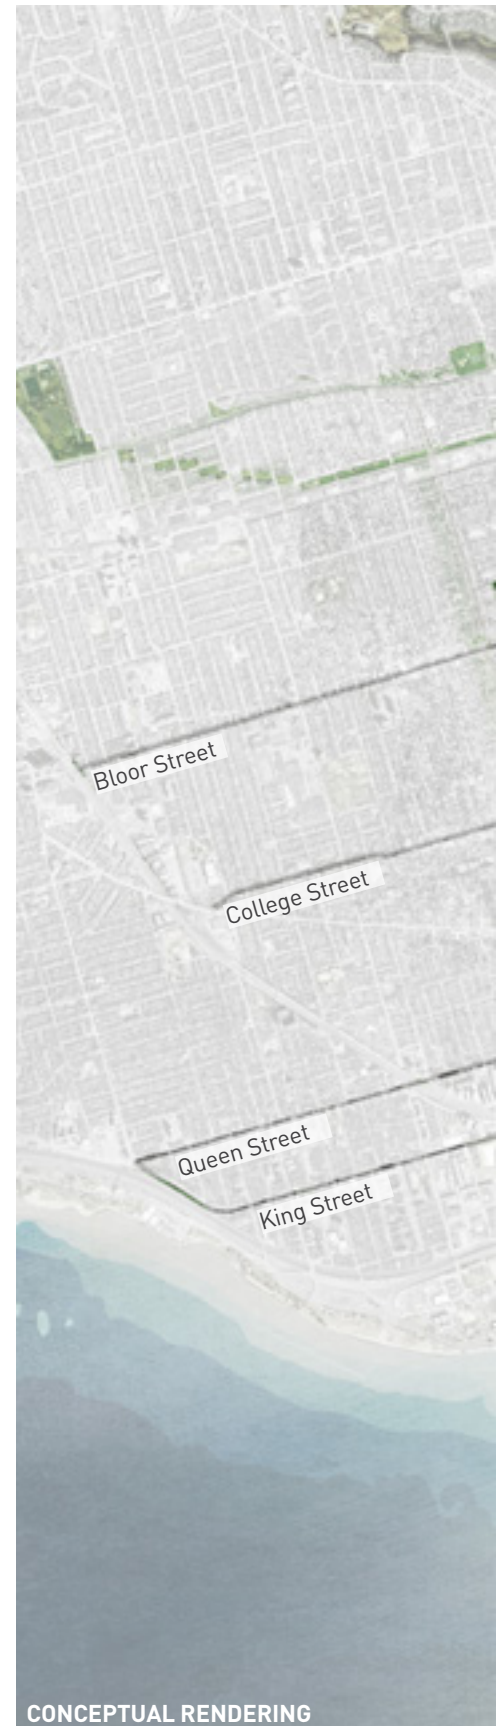 Bloor Street
College Street
Queen Street
King Street
CONCEPTUAL RENDERING